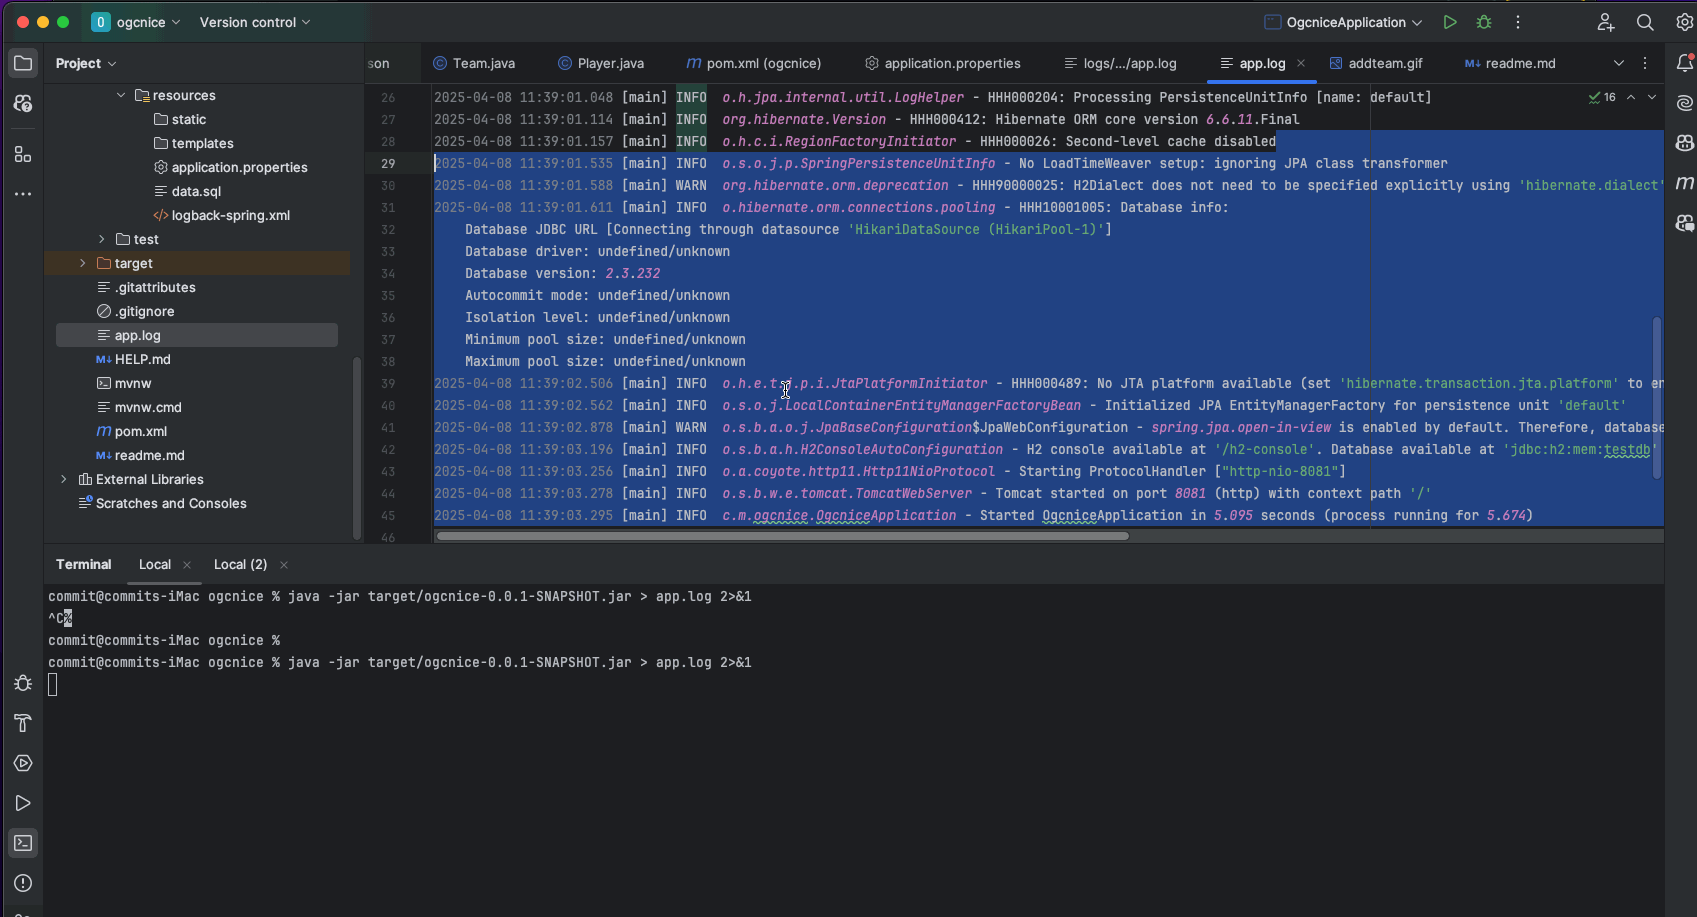 O ogcnice Version control OgcniceApplication
Project
son Team.java Player.java pom.xml (ogcnice) application.properties logs/.../app.log app.log addteam.gif readme.md
resources
static
templates
application.properties
data.sql
logback-spring.xml
test
target
.gitattributes
.gitignore
app.log
HELP.md
mvnw
mvnw.cmd
pom.xml
readme.md
External Libraries
Scratches and Consoles
16
26 2025-04-08 11:39:01.048 [main] INFO o.h.jpa.internal.util.LogHelper - HHH000204: Processing PersistenceUnitInfo [name: default]
27 2025-04-08 11:39:01.114 [main] INFO org.hibernate.Version - HHH000412: Hibernate ORM core version 6.6.11.Final
28 2025-04-08 11:39:01.157 [main] INFO o.h.c.i.RegionFactoryInitiator - HHH000026: Second-level cache disabled
29 2025-04-08 11:39:01.535 [main] INFO o.s.o.j.p.SpringPersistenceUnitInfo - No LoadTimeWeaver setup: ignoring JPA class transformer
30 2025-04-08 11:39:01.588 [main] WARN org.hibernate.orm.deprecation - HHH90000025: H2Dialect does not need to be specified explicitly using 'hibernate.dialect'
31 2025-04-08 11:39:01.611 [main] INFO o.hibernate.orm.connections.pooling - HHH10001005: Database info:
32 Database JDBC URL [Connecting through datasource 'HikariDataSource (HikariPool-1)']
33 Database driver: undefined/unknown
34 Database version: 2.3.232
35 Autocommit mode: undefined/unknown
36 Isolation level: undefined/unknown
37 Minimum pool size: undefined/unknown
38 Maximum pool size: undefined/unknown
39 2025-04-08 11:39:02.506 [main] INFO o.h.e.t.j.p.i.JtaPlatformInitiator - HHH000489: No JTA platform available (set 'hibernate.transaction.jta.platform' to en
40 2025-04-08 11:39:02.562 [main] INFO o.s.o.j.LocalContainerEntityManagerFactoryBean - Initialized JPA EntityManagerFactory for persistence unit 'default'
41 2025-04-08 11:39:02.878 [main] WARN o.s.b.a.o.j.JpaBaseConfiguration$JpaWebConfiguration - spring.jpa.open-in-view is enabled by default. Therefore, database
42 2025-04-08 11:39:03.196 [main] INFO o.s.b.a.h.H2ConsoleAutoConfiguration - H2 console available at '/h2-console'. Database available at 'jdbc:h2:mem:testdb'
43 2025-04-08 11:39:03.256 [main] INFO o.a.coyote.http11.Http11NioProtocol - Starting ProtocolHandler ["http-nio-8081"]
44 2025-04-08 11:39:03.278 [main] INFO o.s.b.w.e.tomcat.TomcatWebServer - Tomcat started on port 8081 (http) with context path '/'
45 2025-04-08 11:39:03.295 [main] INFO c.m.ogcnice.OgcniceApplication - Started OgcniceApplication in 5.095 seconds (process running for 5.674)
46
Terminal Local Local (2)
commit@commits-iMac ogcnice % java -jar target/ogcnice-0.0.1-SNAPSHOT.jar > app.log 2>&1
^C%
commit@commits-iMac ogcnice %
commit@commits-iMac ogcnice % java -jar target/ogcnice-0.0.1-SNAPSHOT.jar > app.log 2>&1